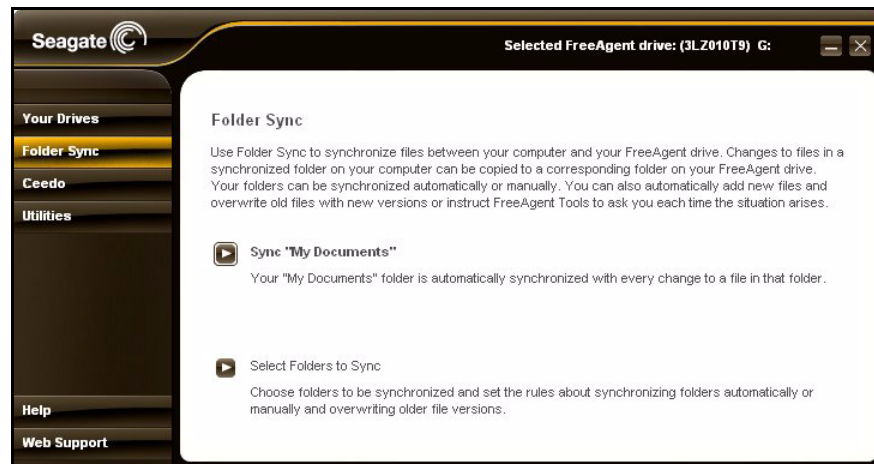 Seagate
Selected FreeAgent drive: (3LZ010T9) G:
Your Drives
Folder Sync
Ceedo
Utilities
Help
Web Support
Folder Sync
Use Folder Sync to synchronize files between your computer and your FreeAgent drive. Changes to files in a
synchronized folder on your computer can be copied to a corresponding folder on your FreeAgent drive.
Your folders can be synchronized automatically or manually. You can also automatically add new files and
overwrite old files with new versions or instruct FreeAgent Tools to ask you each time the situation arises.
Sync "My Documents"
Your "My Documents" folder is automatically synchronized with every change to a file in that folder.
Select Folders to Sync
Choose folders to be synchronized and set the rules about synchronizing folders automatically or
manually and overwriting older file versions.